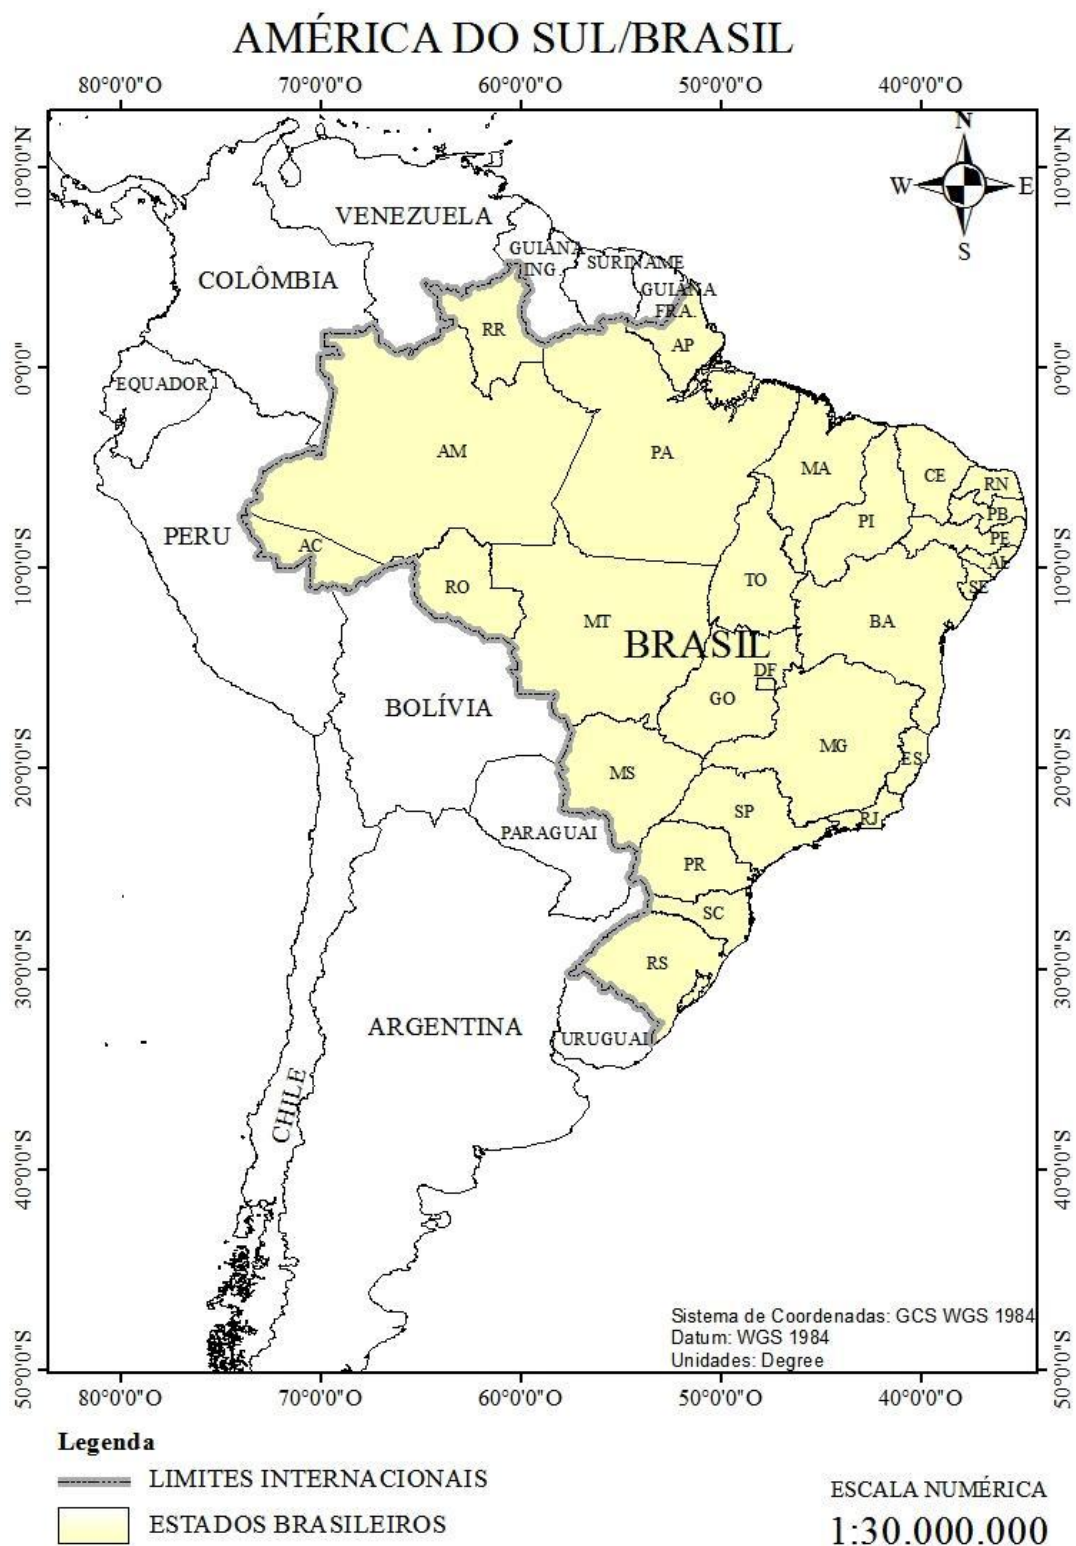 AMÉRICA DO SUL/BRASIL
80°0'0"O 70°0'0"O 60°0'0"O 50°0'0"O 40°0'0"O
10°0'0"N
10°0'0"N
N
W E
S
VENEZUELA
GUIANA
ING.
SURINAME
COLÔMBIA
GUIANA
FRA.
RR
AP
0°0'0"
0°0'0"
EQUADOR
AM
PA
MA
CE
RN
PB
PI
PERU
PE
AC
AL
10°0'0"S
10°0'0"S
RO
TO
SE
MT
BA
BRASIL
DF
GO
BOLÍVIA
MG
ES
MS
20°0'0"S
20°0'0"S
SP
RJ
PARAGUAI
PR
SC
RS
30°0'0"S
30°0'0"S
ARGENTINA
URUGUAI
CHILE
40°0'0"S
40°0'0"S
Sistema de Coordenadas: GCS WGS 1984
Datum: WGS 1984
Unidades: Degree
50°0'0"S
50°0'0"S
80°0'0"O 70°0'0"O 60°0'0"O 50°0'0"O 40°0'0"O
Legenda
LIMITES INTERNACIONAIS
ESTADOS BRASILEIROS
ESCALA NUMÉRICA
1:30.000.000